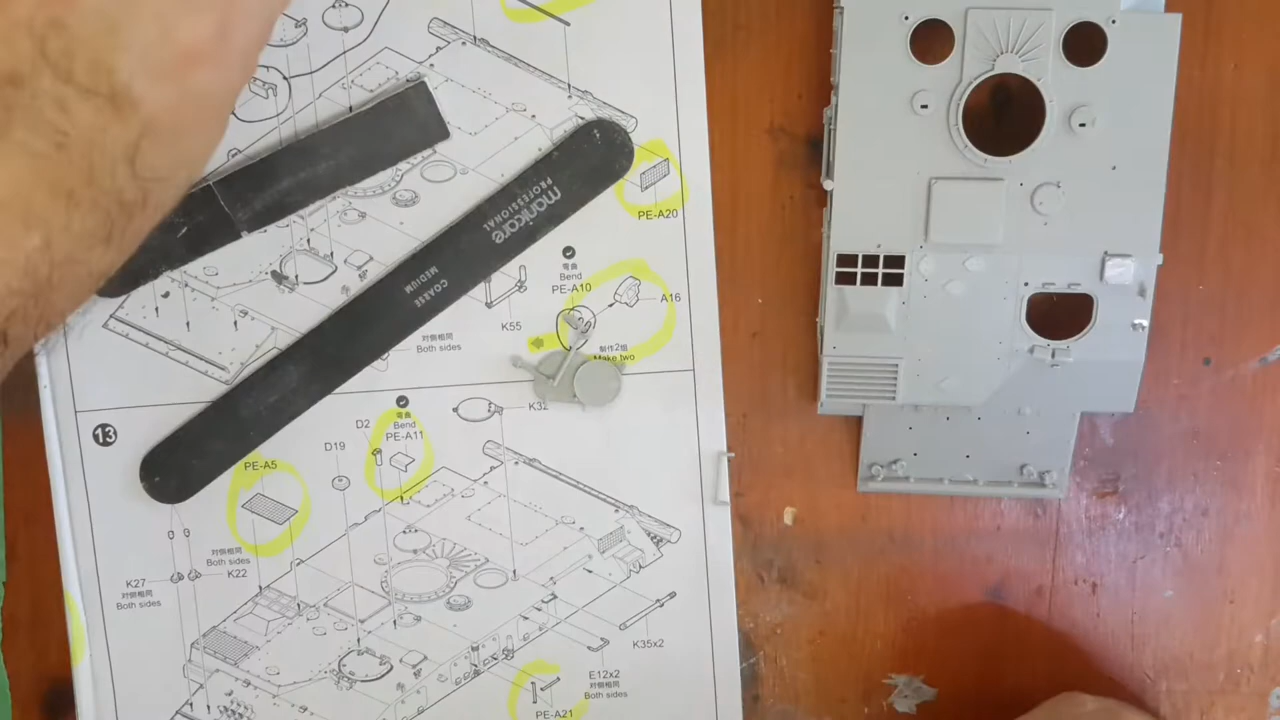 PE-A20
弯曲
Bend
PE-A10
A16
K55
制作2组
Make two
对侧相同
Both sides
manicare
PROFESSIONAL
MEDIUM
COARSE
13
K32
弯曲
Bend
PE-A11
D2
D19
PE-A5
对侧相同
Both sides
K22
K27
对侧相同
Both sides
K35x2
E12x2
对侧相同
Both sides
PE-A21